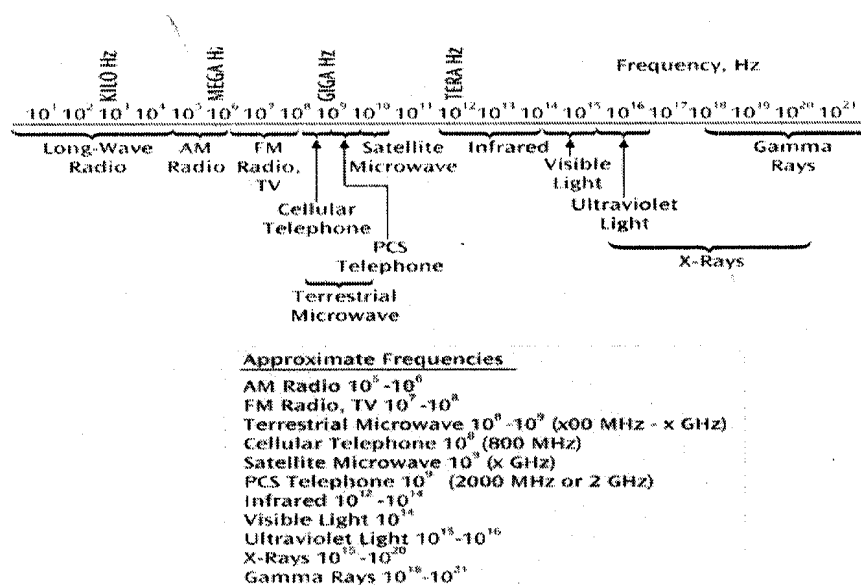 KILO Hz
MEGA Hz
GIGA Hz
TERA Hz
Frequency, Hz
10¹ 10² 10³ 10⁴ 10⁵ 10⁶ 10⁷ 10⁸ 10⁹ 10¹⁰ 10¹¹ 10¹² 10¹³ 10¹⁴ 10¹⁵ 10¹⁶ 10¹⁷ 10¹⁸ 10¹⁹ 10²⁰ 10²¹
Long-Wave
Radio
AM
Radio
FM
Radio,
TV
Satellite
Microwave
Infrared
Visible
Light
Gamma
Rays
Cellular
Telephone
Ultraviolet
Light
PCS
Telephone
X-Rays
Terrestrial
Microwave
Approximate Frequencies
AM Radio 10⁵-10⁶
FM Radio, TV 10⁷-10⁸
Terrestrial Microwave 10⁸-10⁹ (x00 MHz - x GHz)
Cellular Telephone 10⁸ (800 MHz)
Satellite Microwave 10⁹ (x GHz)
PCS Telephone 10⁹ (2000 MHz or 2 GHz)
Infrared 10¹²-10¹⁴
Visible Light 10¹⁴
Ultraviolet Light 10¹⁵-10¹⁶
X-Rays 10¹⁵-10²⁰
Gamma Rays 10¹⁸-10²¹